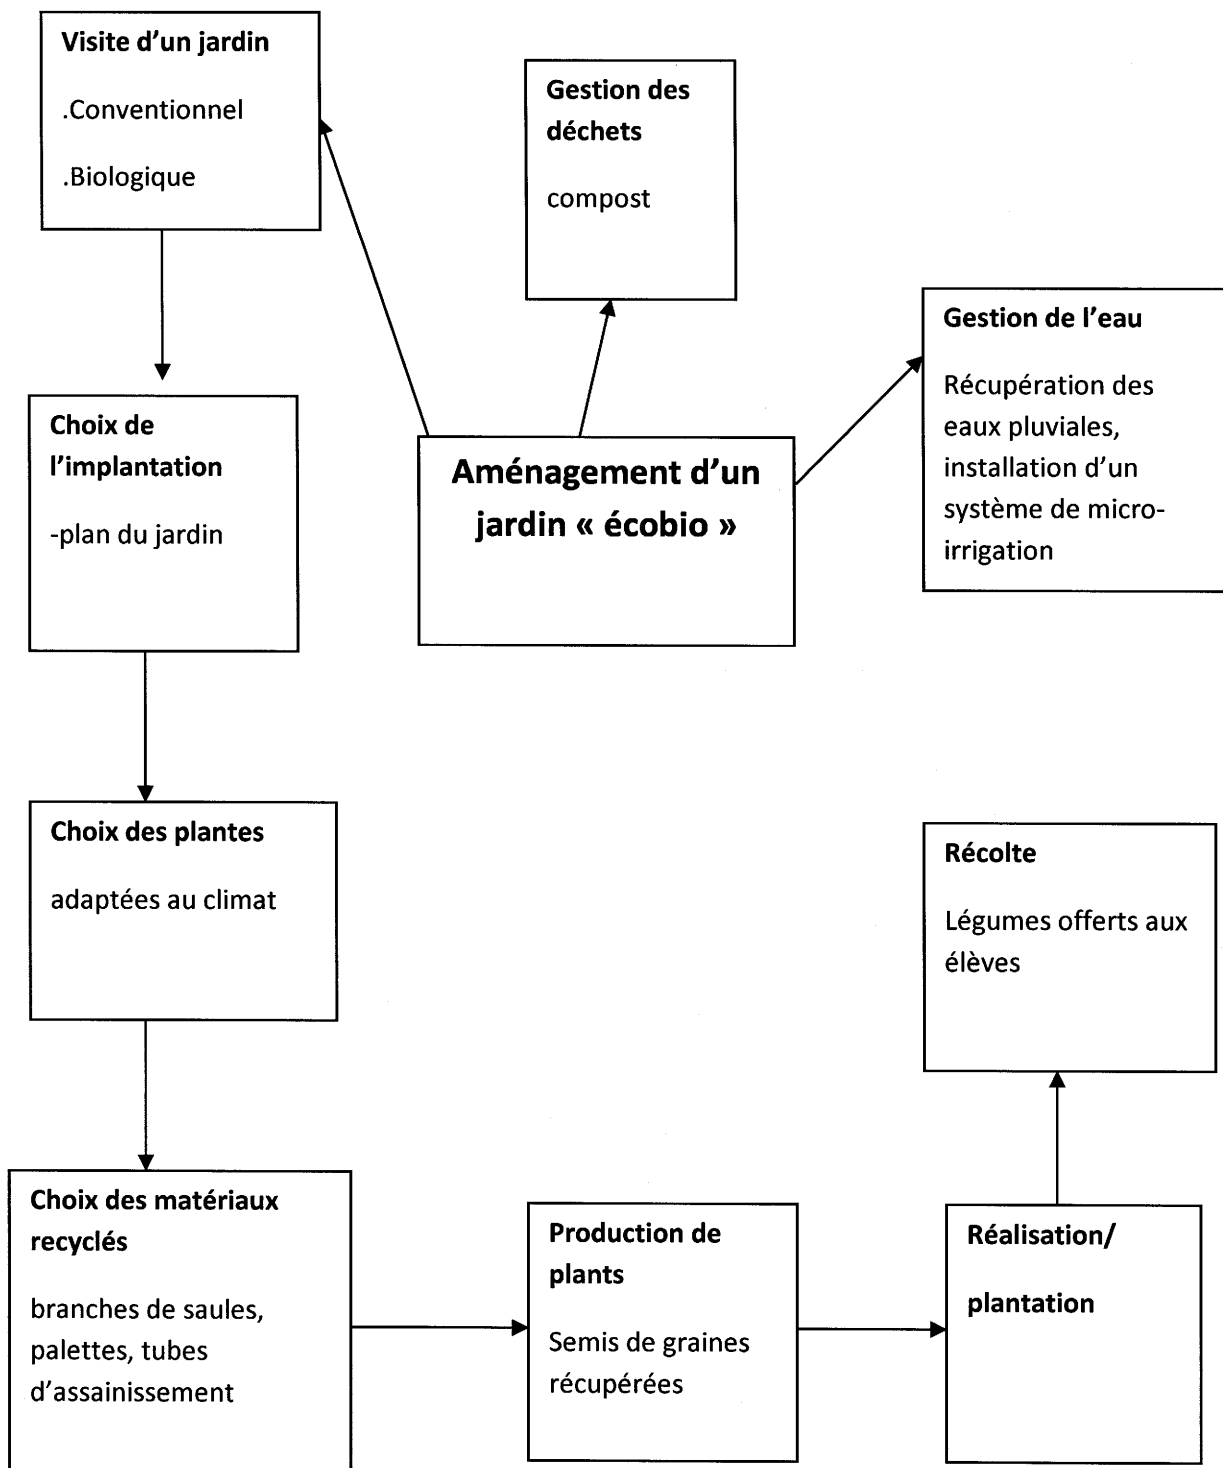 Visite d’un jardin
.Conventionnel
.Biologique
Gestion des
déchets
compost
Gestion de l’eau
Récupération des
eaux pluviales,
installation d’un
système de micro-
irrigation
Choix de
l’implantation
-plan du jardin
Aménagement d’un
jardin « écobio »
Choix des plantes
adaptées au climat
Récolte
Légumes offerts aux
élèves
Choix des matériaux
recyclés
branches de saules,
palettes, tubes
d’assainissement
Production de
plants
Semis de graines
récupérées
Réalisation/
plantation